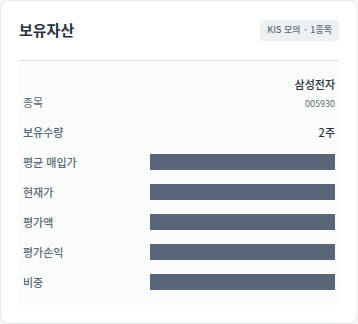 보유자산
KIS 모의 · 1종목
종목
삼성전자
005930
보유수량
2주
평균 매입가
현재가
평가액
평가손익
비중